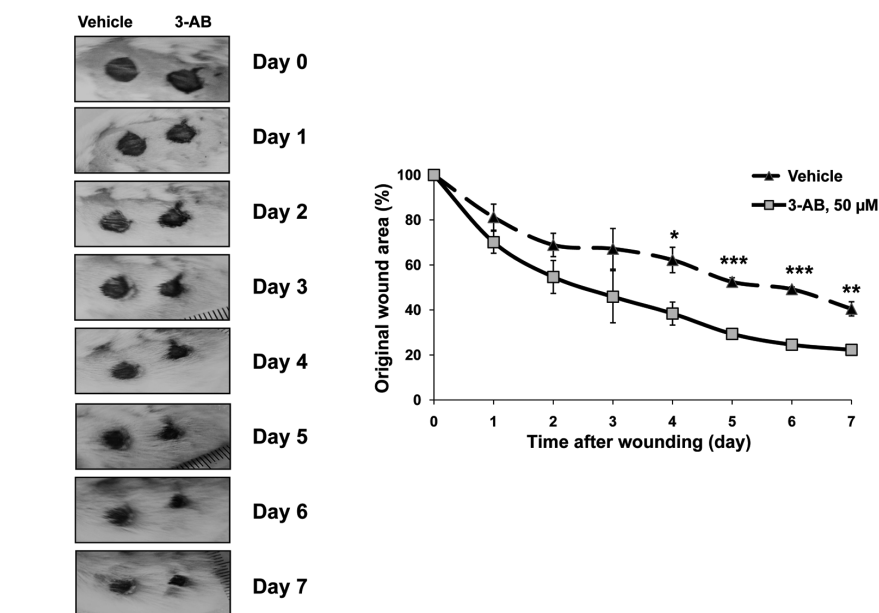 Vehicle 3-AB
Day 0
Day 1
Day 2
Day 3
Day 4
Day 5
Day 6
Day 7
Original wound area (%)
100
80
60
40
20
0
0 1 2 3 4 5 6 7
Time after wounding (day)
Vehicle
3-AB, 50 µM
*
***
***
**